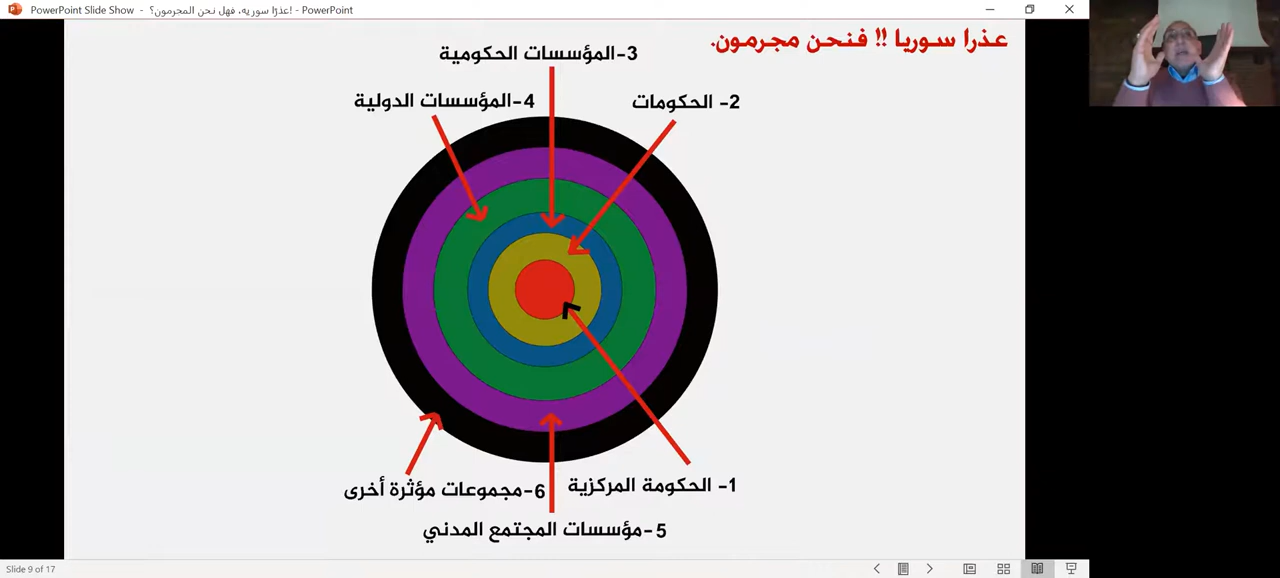 PowerPoint Slide Show - عذرًا سوريه، فهل نحن المجرمون؟! - PowerPoint
عذرا سوريا !! فنحن مجرمون.
3-المؤسسات الحكومية
2- الحكومات
4-المؤسسات الدولية
1- الحكومة المركزية
6-مجموعات مؤثرة أخرى
5-مؤسسات المجتمع المدني
Slide 9 of 17